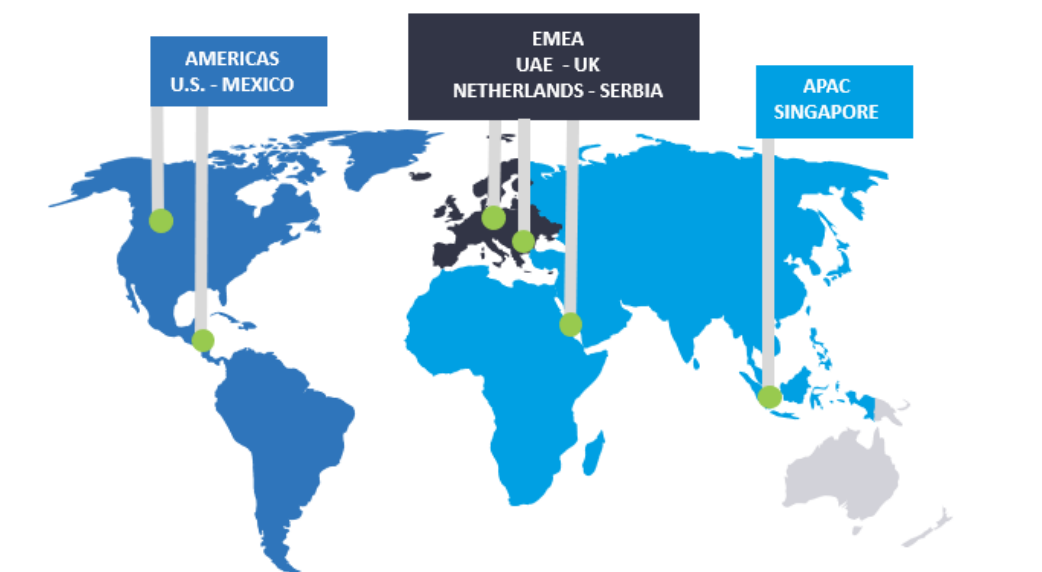 AMERICAS
U.S. - MEXICO
EMEA
UAE - UK
NETHERLANDS - SERBIA
APAC
SINGAPORE